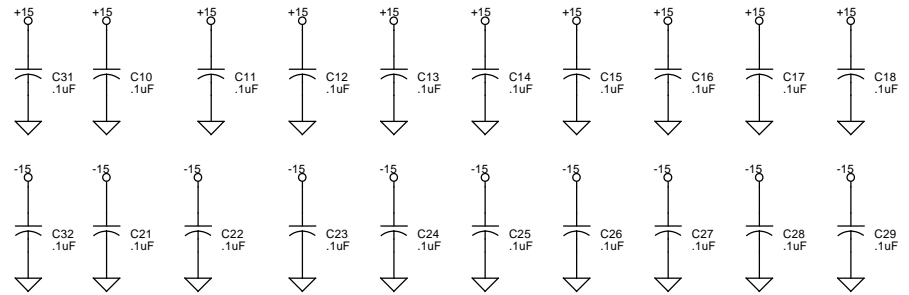 +15 +15 +15 +15 +15 +15 +15 +15 +15 +15
C31 C10 C11 C12 C13 C14 C15 C16 C17 C18
.1uF .1uF .1uF .1uF .1uF .1uF .1uF .1uF .1uF .1uF
-15 -15 -15 -15 -15 -15 -15 -15 -15 -15
C32 C21 C22 C23 C24 C25 C26 C27 C28 C29
.1uF .1uF .1uF .1uF .1uF .1uF .1uF .1uF .1uF .1uF